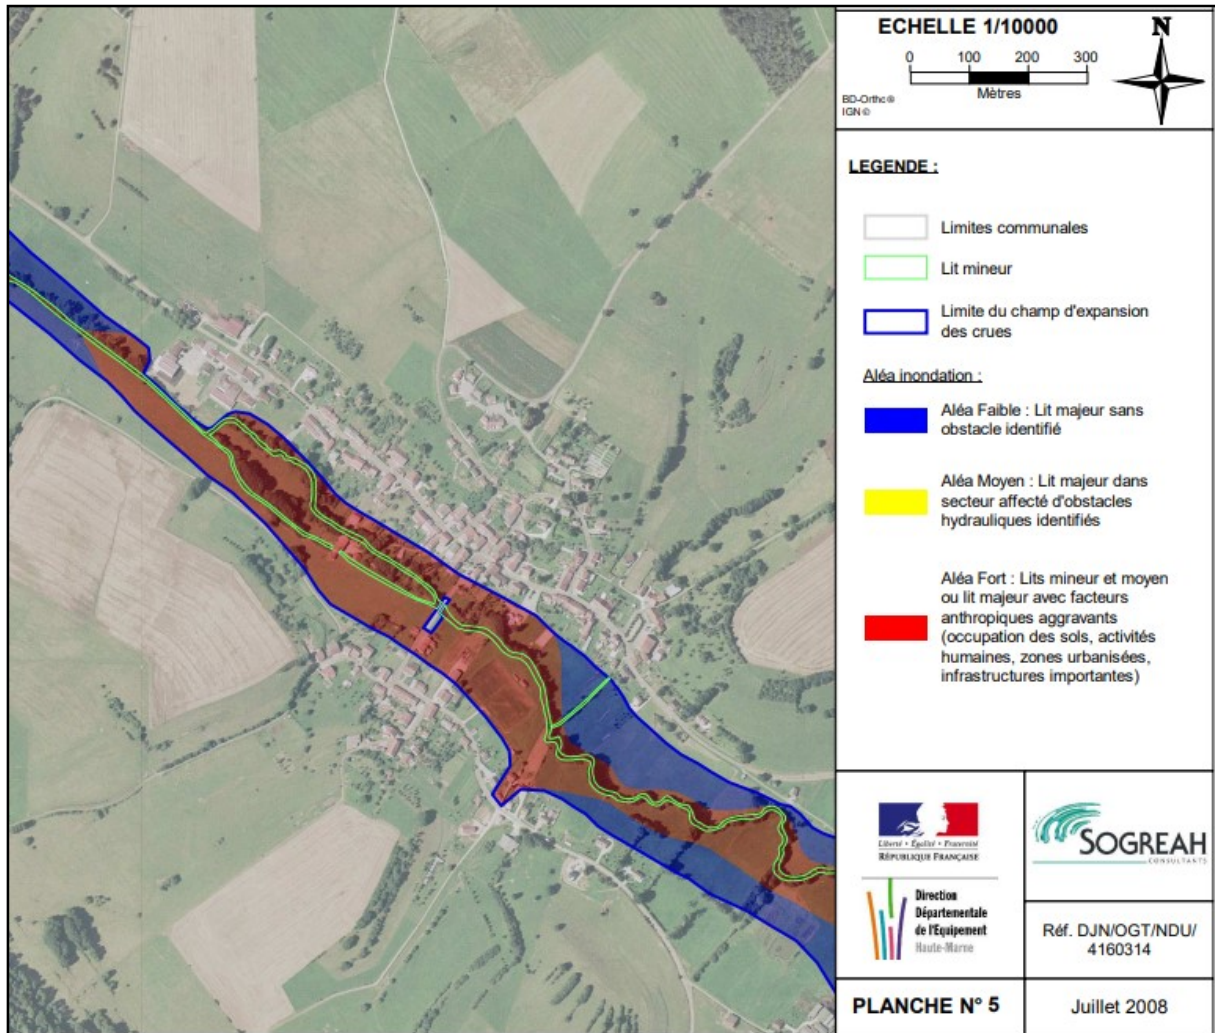 ECHELLE 1/10000
N
0 100 200 300
Mètres
BD-Ortho®
IGN©
LEGENDE :
Limites communales
Lit mineur
Limite du champ d'expansion
des crues
Aléa inondation :
Aléa Faible : Lit majeur sans
obstacle identifié
Aléa Moyen : Lit majeur dans
secteur affecté d'obstacles
hydrauliques identifiés
Aléa Fort : Lits mineur et moyen
ou lit majeur avec facteurs
anthropiques aggravants
(occupation des sols, activités
humaines, zones urbanisées,
infrastructures importantes)
Liberté • Égalité • Fraternité
RÉPUBLIQUE FRANÇAISE
Direction
Départementale
de l'Equipement
Haute-Marne
SOGREAH
CONSULTANTS
Réf. DJN/OGT/NDU/
4160314
PLANCHE N° 5
Juillet 2008